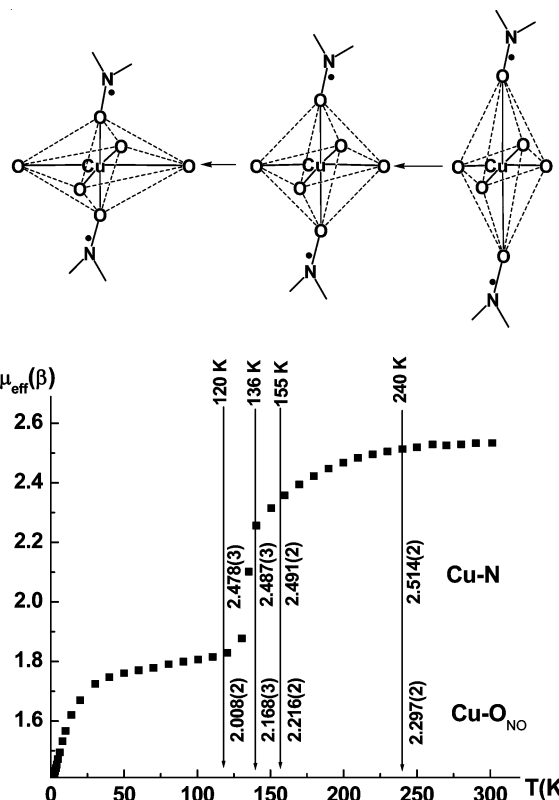 N•
O
O
O Cu O
O
O
•N
N•
O
O
O Cu O
O
O
•N
N•
O
O
O Cu O
O
O
•N
μeff(β)
120 K
136 K
155 K
240 K
2.6
2.4
2.2
2.0
1.8
1.6
2.478(3)
2.487(3)
2.491(2)
2.514(2)
Cu-N
2.008(2)
2.168(3)
2.216(2)
2.297(2)
Cu-ONO
0 50 100 150 200 250 300 T(K